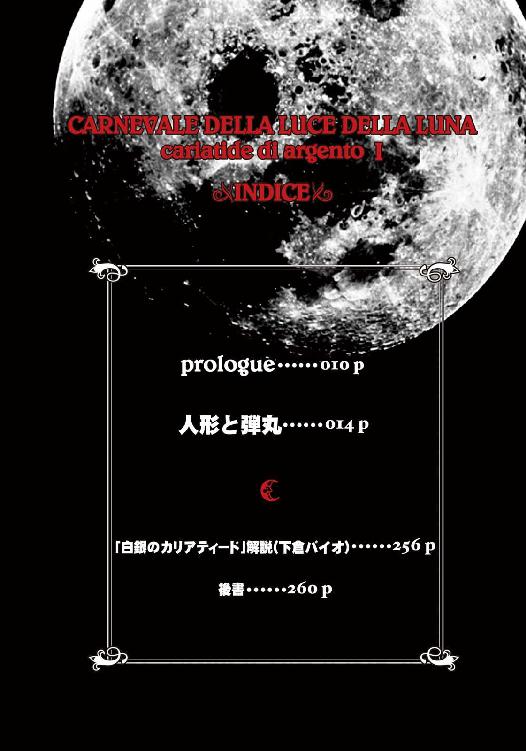 CARNEVALE DELLA LUCE DELLA LUNA
cariatide di argento I
INDICE
prologue……010 p
人形と弾丸……014 p
「白銀のカリアティード」解説(下倉バイオ)……256 p
後書……260 p